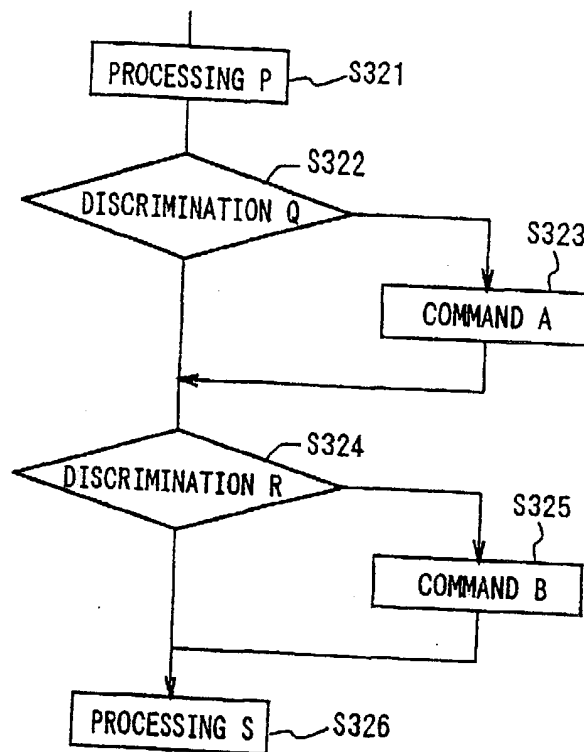 PROCESSING P
S321
S322
DISCRIMINATION Q
S323
COMMAND A
S324
DISCRIMINATION R
S325
COMMAND B
PROCESSING S
S326